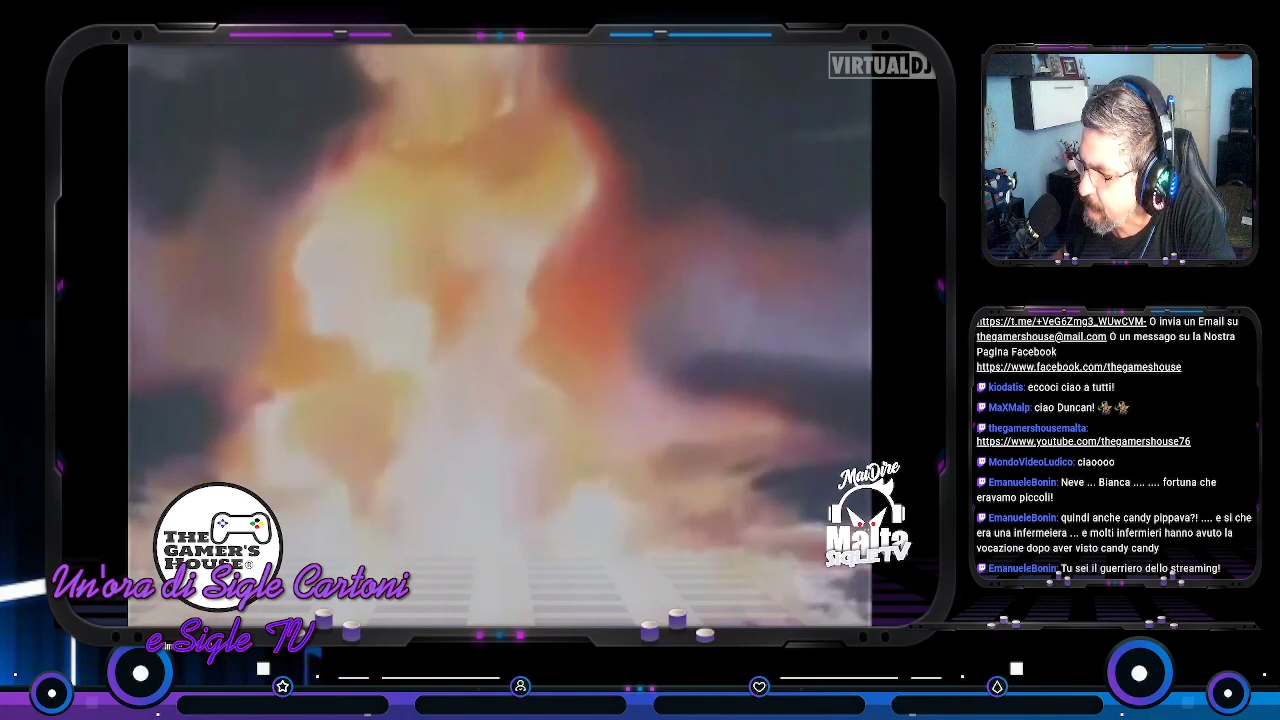 VIRTUALDJ
https://t.me/+VeG6Zmg3_WUwCVM- O invia un Email su
thegamershouse@mail.com O un messago su la Nostra
Pagina Facebook
https://www.facebook.com/thegameshouse
kiodatis: eccoci ciao a tutti!
MaXMalp: ciao Duncan!
thegamershousemalta:
https://www.youtube.com/thegamershouse76
MondoVideoLudico: ciaoooo
EmanueleBonin: Neve ... Bianca .... .... fortuna che
eravamo piccoli!
EmanueleBonin: quindi anche candy pippava?! .... e si che
era una infermeiera ... e molti infermieri hanno avuto la
vocazione dopo aver visto candy candy
EmanueleBonin: Tu sei il guerriero dello streaming!
MaiDire
Malta
SigleTV
THE
GAMER'S
HOUSE®
Un'ora di Sigle Cartoni
e Sigle TV